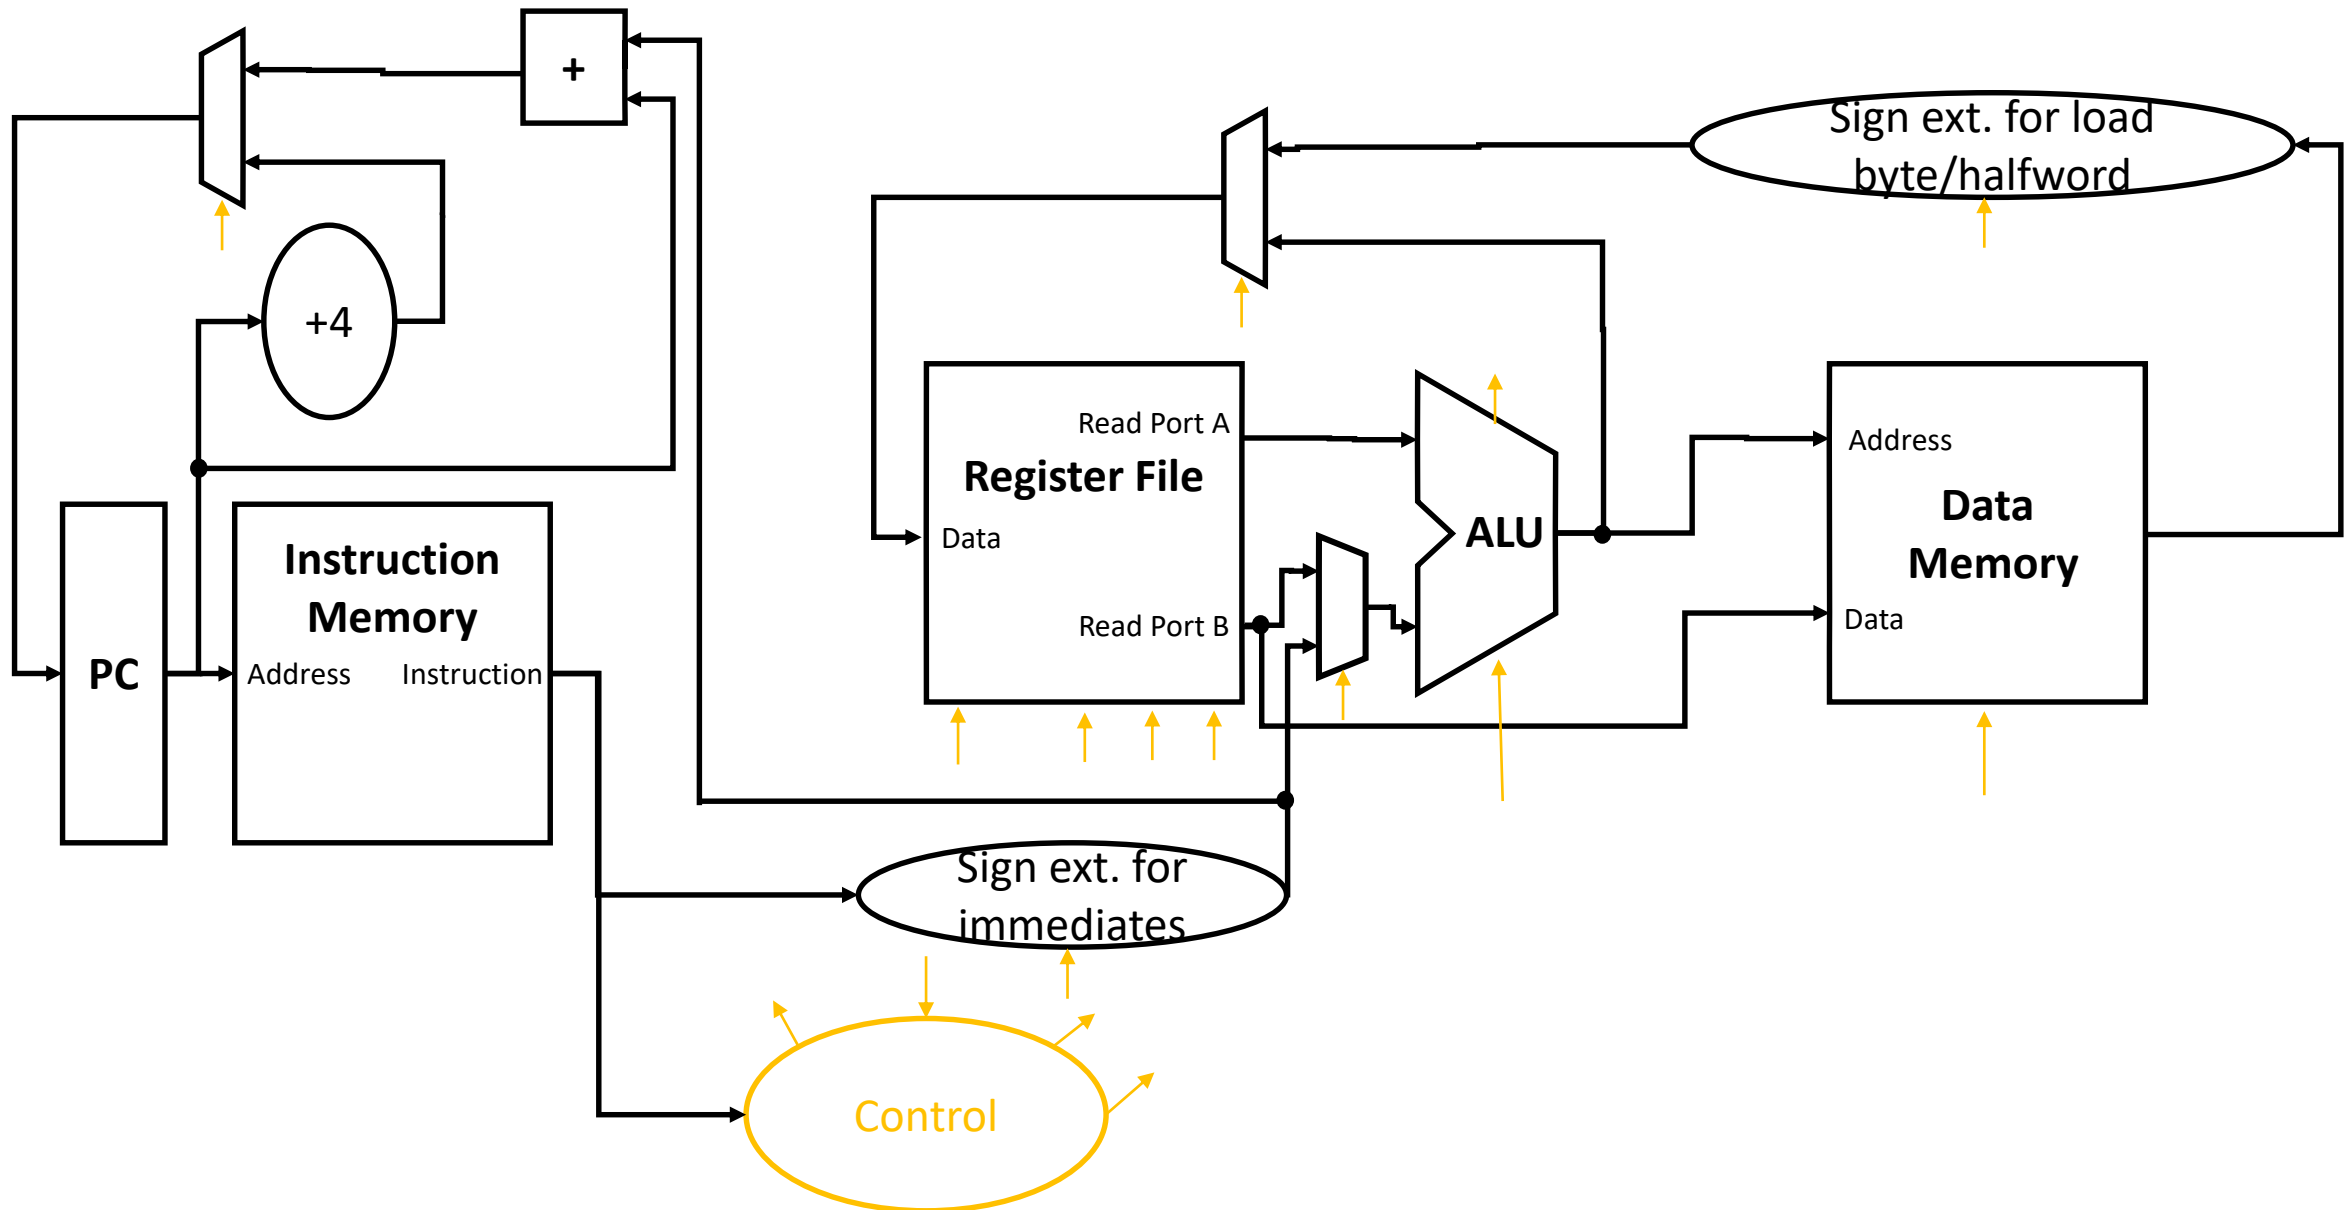 +
Sign ext. for load
byte/halfword
+4
Read Port A
Register File
Data
Read Port B
ALU
Address
Data
Memory
Data
PC
Instruction
Memory
Address
Instruction
Sign ext. for
immediates
Control